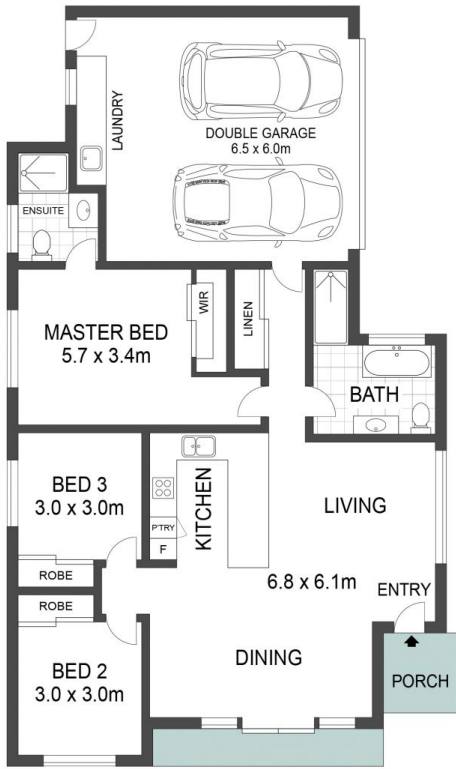 LAUNDRY
DOUBLE GARAGE
6.5 x 6.0m
ENSUITE
MASTER BED
5.7 x 3.4m
WIR
LINEN
BATH
BED 3
3.0 x 3.0m
KITCHEN
P'TRY
F
LIVING
ROBE
6.8 x 6.1m
ENTRY
ROBE
DINING
BED 2
3.0 x 3.0m
PORCH